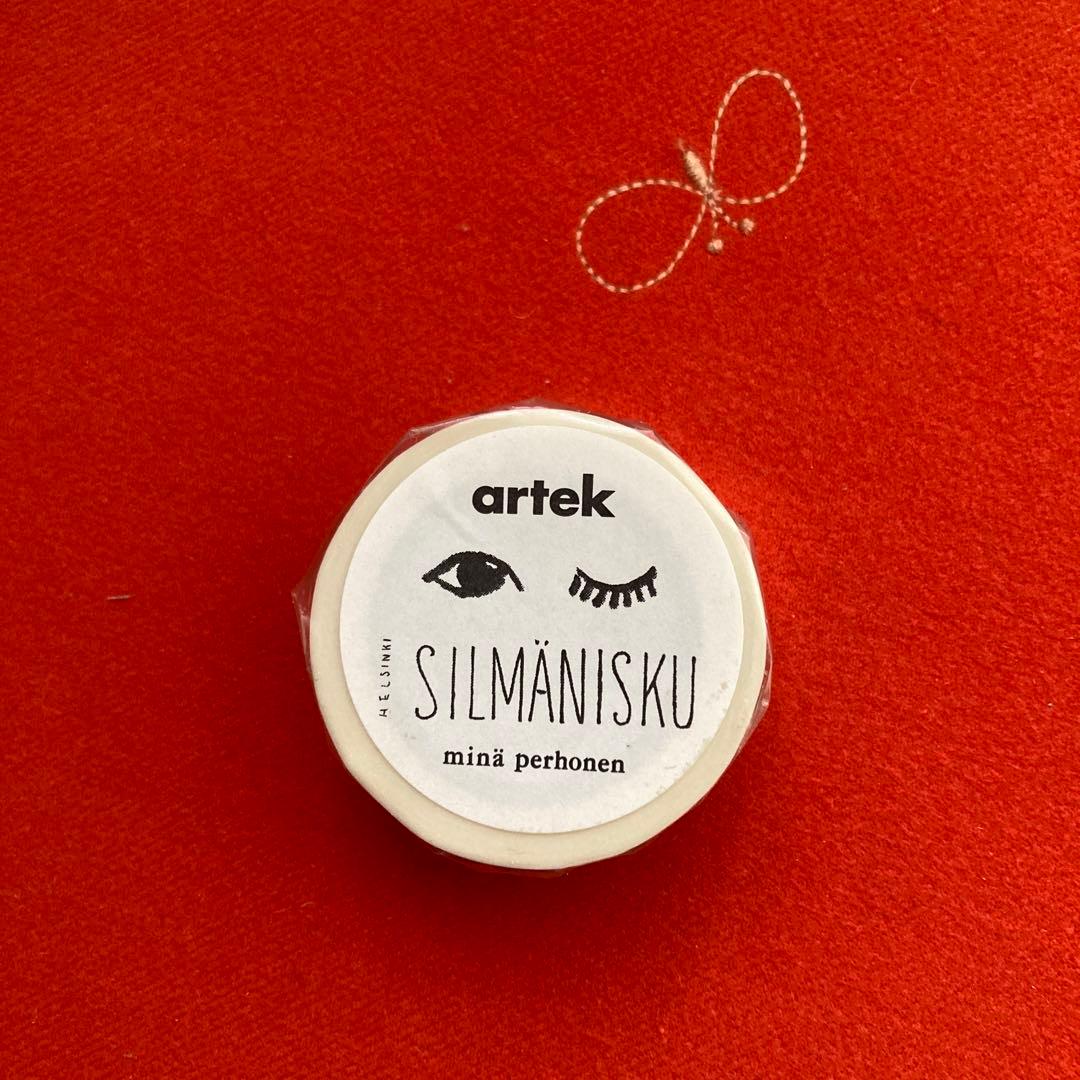 artek
HELSINKI
SILMÄNISKU
minä perhonen